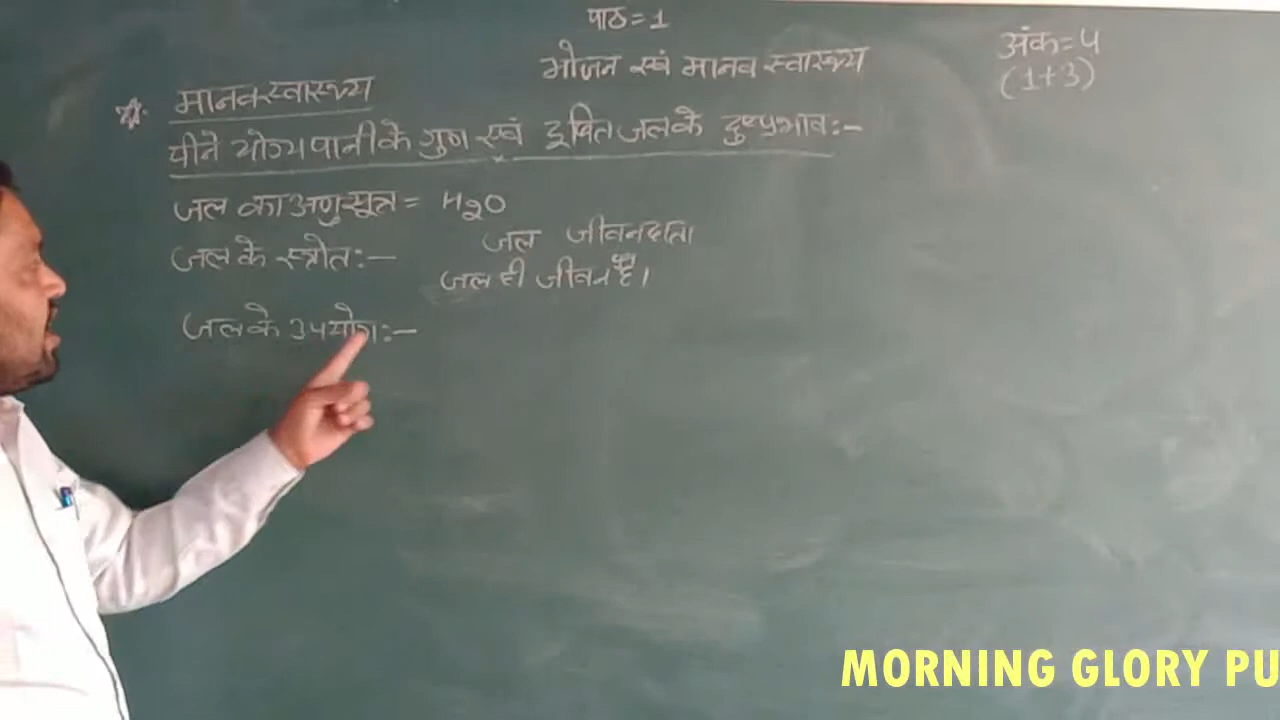 पाठ=1
भोजन एवं मानव स्वास्थ्य
अंक=4
(1+3)
मानव स्वास्थ्य
पीने योग्य पानी के गुण एवं दूषित जल के दुष्प्रभाव:-
जल का अणुसूत्र = H2O
जल जीवनदाता
जल के स्त्रोत:-
जल ही जीवन है।
जल के उपयोग:-
MORNING GLORY PU